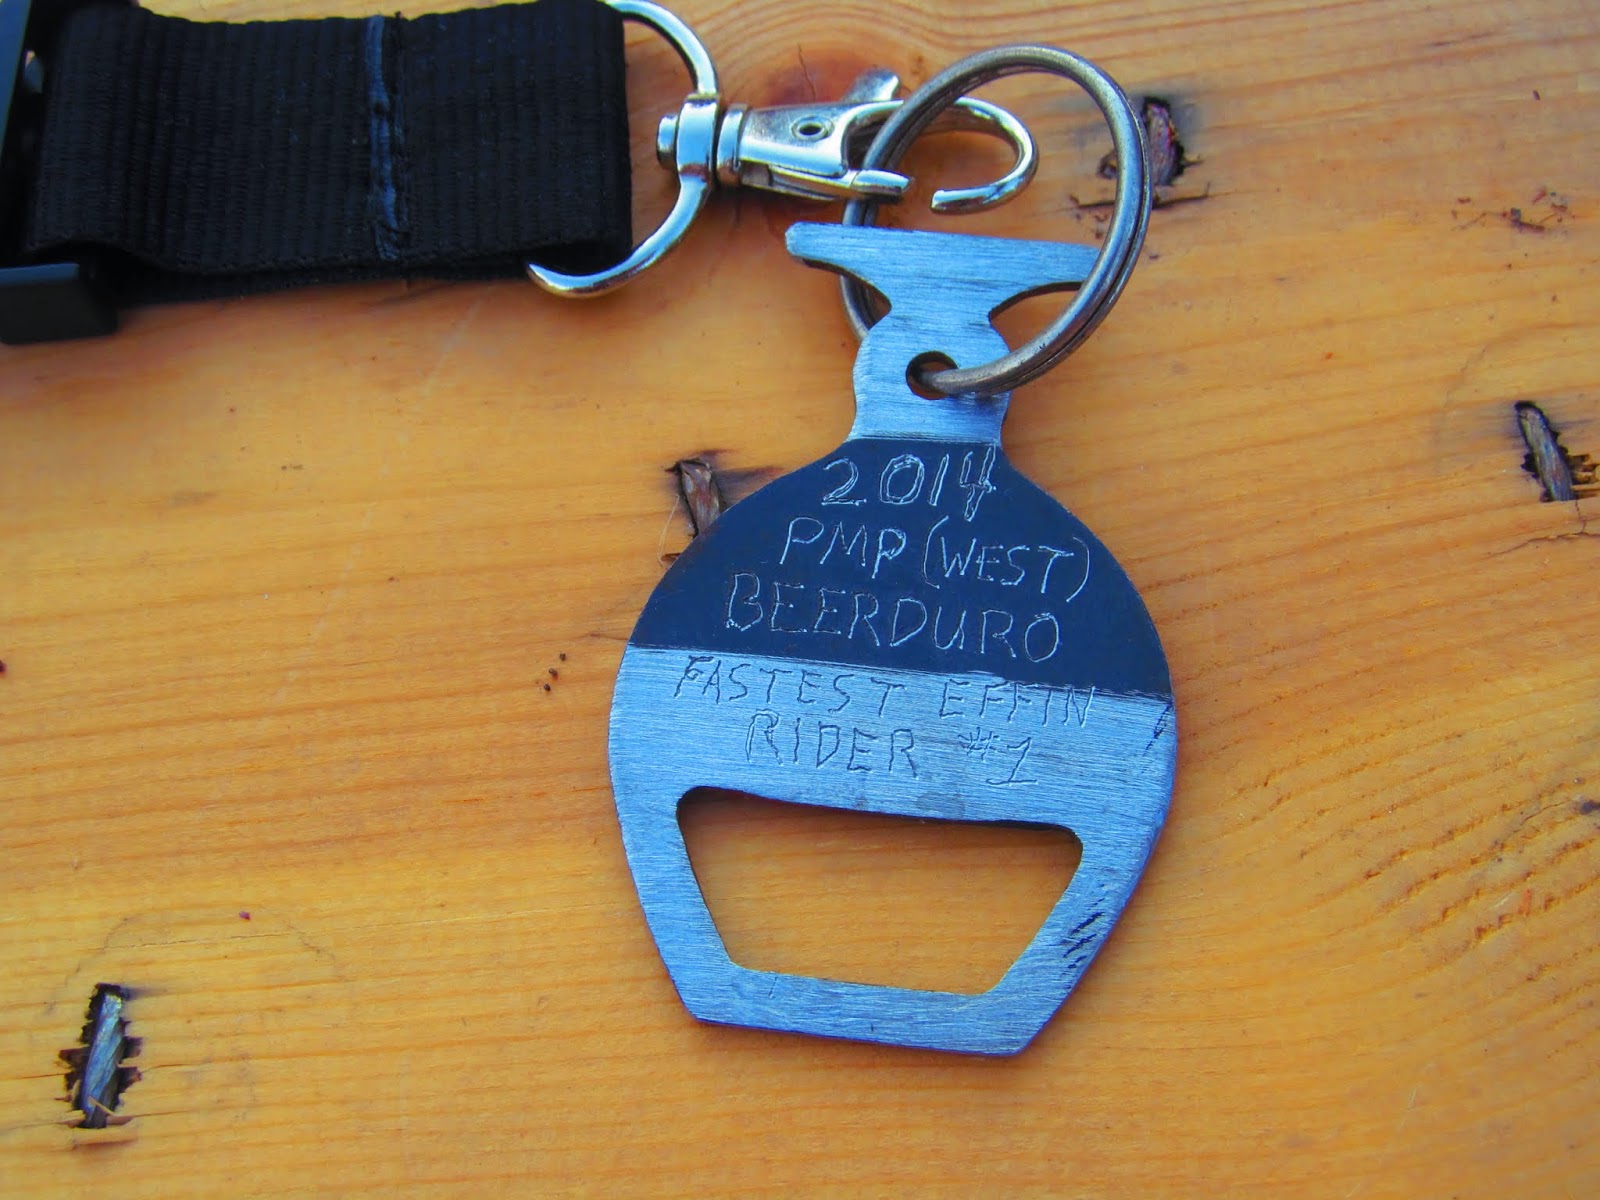 2014
PMP (WEST)
BEERDURO
FASTEST EFFIN
RIDER #1